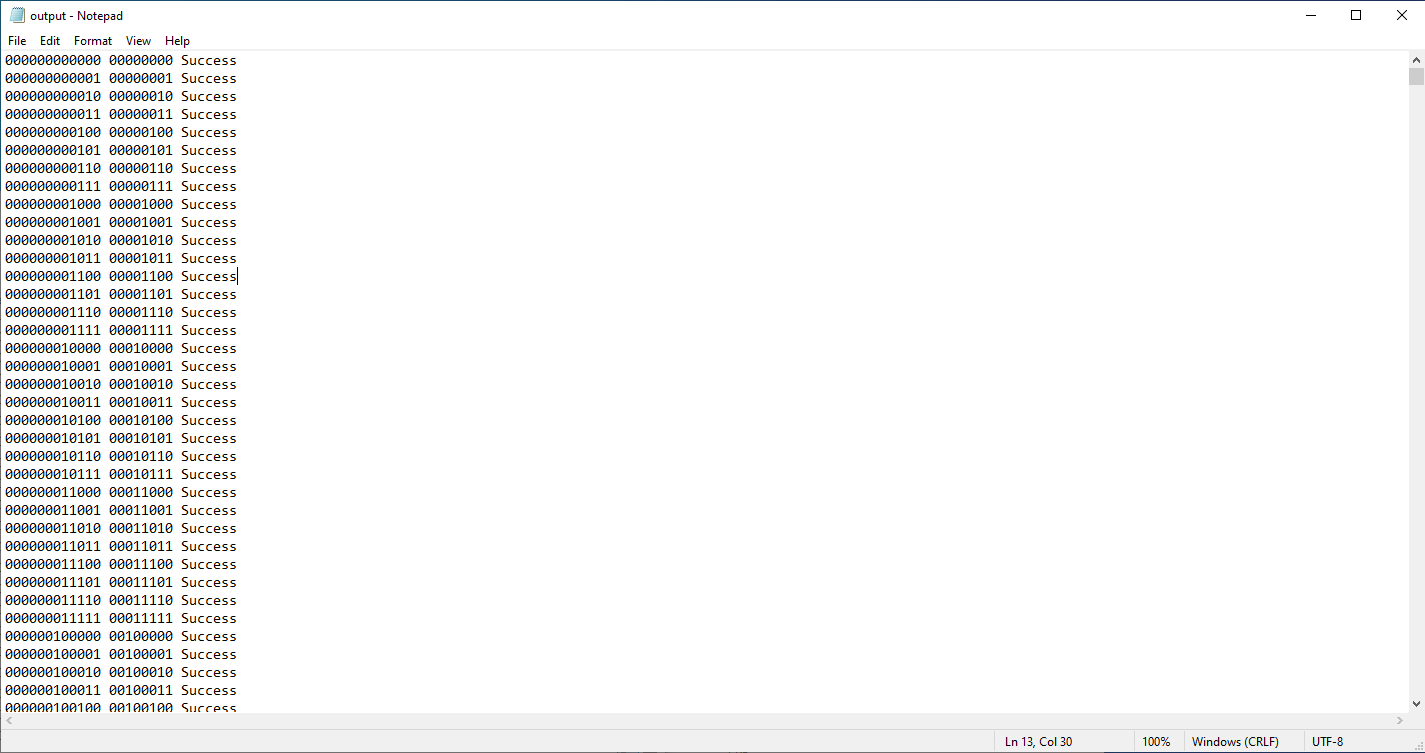 output - Notepad
File Edit Format View Help
000000000000 00000000 Success
000000000001 00000001 Success
000000000010 00000010 Success
000000000011 00000011 Success
000000000100 00000100 Success
000000000101 00000101 Success
000000000110 00000110 Success
000000000111 00000111 Success
000000001000 00001000 Success
000000001001 00001001 Success
000000001010 00001010 Success
000000001011 00001011 Success
000000001100 00001100 Success
000000001101 00001101 Success
000000001110 00001110 Success
000000001111 00001111 Success
000000010000 00010000 Success
000000010001 00010001 Success
000000010010 00010010 Success
000000010011 00010011 Success
000000010100 00010100 Success
000000010101 00010101 Success
000000010110 00010110 Success
000000010111 00010111 Success
000000011000 00011000 Success
000000011001 00011001 Success
000000011010 00011010 Success
000000011011 00011011 Success
000000011100 00011100 Success
000000011101 00011101 Success
000000011110 00011110 Success
000000011111 00011111 Success
000000100000 00100000 Success
000000100001 00100001 Success
000000100010 00100010 Success
000000100011 00100011 Success
000000100100 00100100 Success
Ln 13, Col 30 100% Windows (CRLF) UTF-8